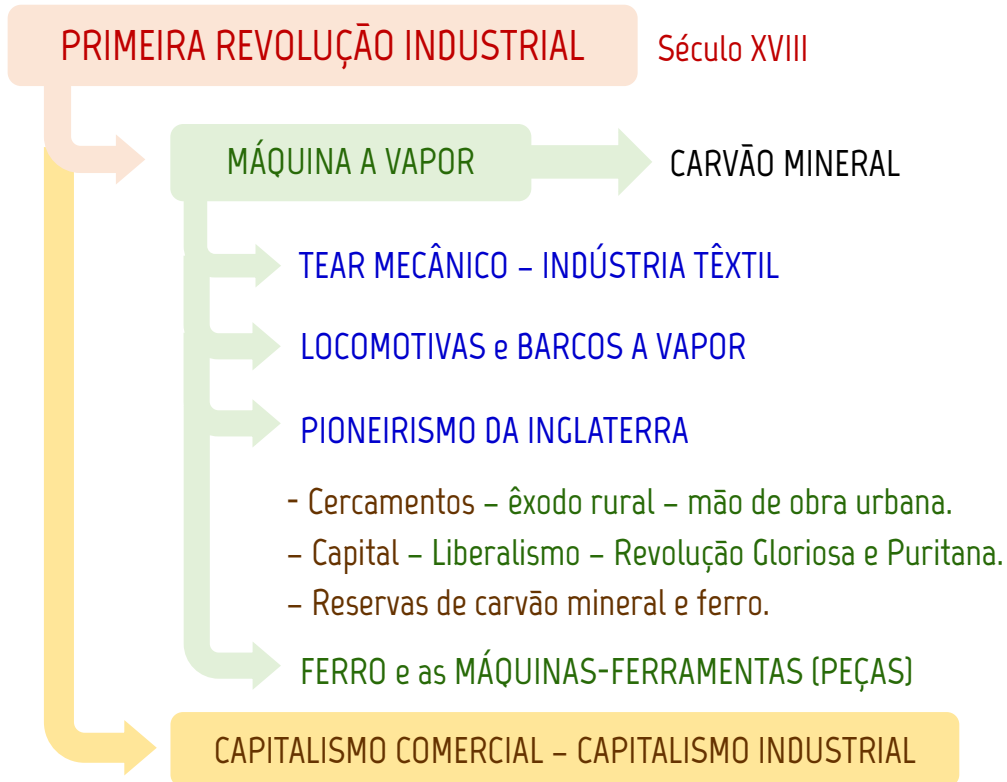 PRIMEIRA REVOLUÇÃO INDUSTRIAL
Século XVIII
MÁQUINA A VAPOR
CARVÃO MINERAL
TEAR MECÂNICO – INDÚSTRIA TÊXTIL
LOCOMOTIVAS e BARCOS A VAPOR
PIONEIRISMO DA INGLATERRA
- Cercamentos – êxodo rural – mão de obra urbana.
– Capital – Liberalismo – Revolução Gloriosa e Puritana.
– Reservas de carvão mineral e ferro.
FERRO e as MÁQUINAS-FERRAMENTAS (PEÇAS)
CAPITALISMO COMERCIAL – CAPITALISMO INDUSTRIAL